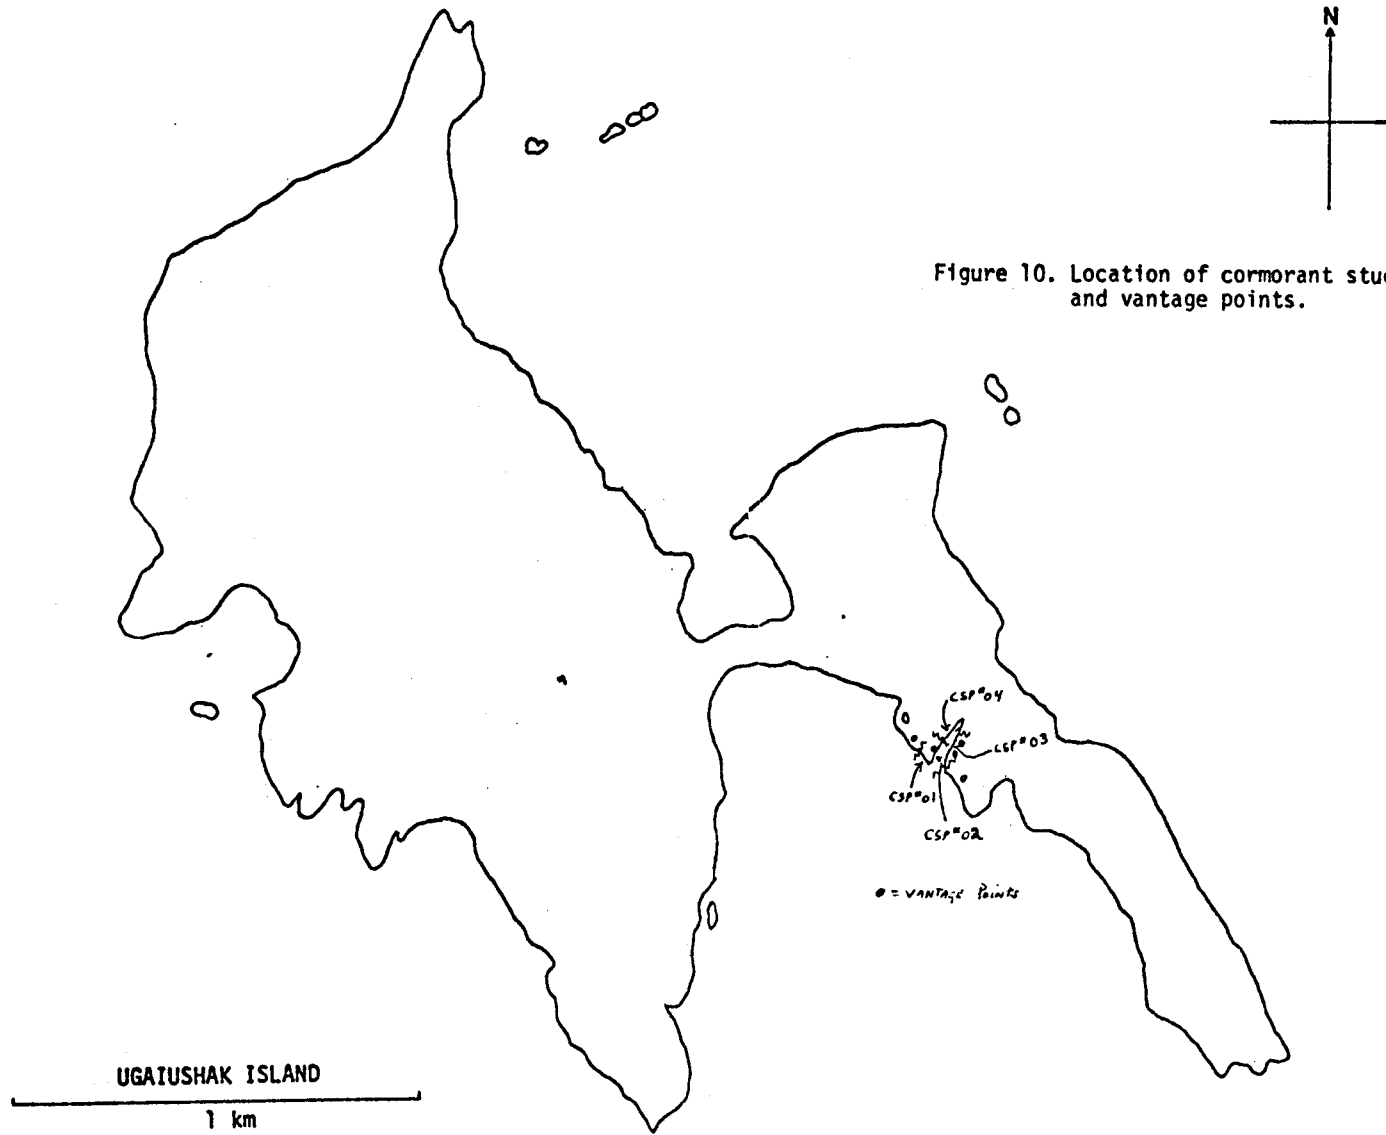 N
Figure 10. Location of cormorant
and vantage points.
CSP#04
CSP#03
CSP#01
CSP#02
● = VANTAGE POINTS
UGAIUSHAK ISLAND
1 km